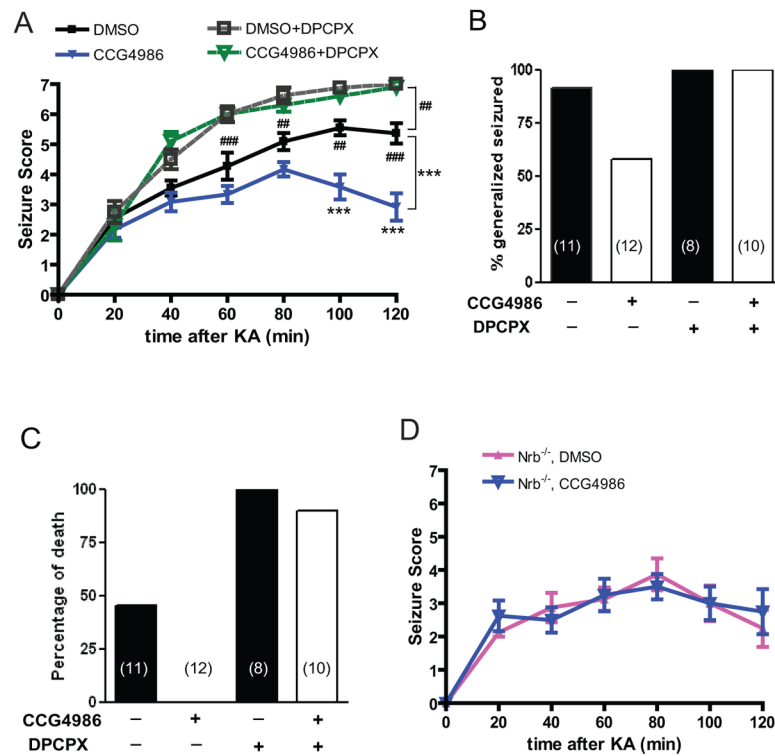 A
DMSO
DMSO+DPCPX
CCG4986
CCG4986+DPCPX
Seizure Score
7
6
5
4
3
2
1
0
##
###
##
##
###
***
***
***
0 20 40 60 80 100 120
time after KA (min)
B
% generalized seizured
100
75
50
25
0
(11) (12) (8) (10)
CCG4986 – + – +
DPCPX – – + +
C
Percentage of death
100
75
50
25
0
(11) (12) (8) (10)
CCG4986 – + – +
DPCPX – – + +
D
Nrb-/-, DMSO
Nrb-/-, CCG4986
Seizure Score
7
6
5
4
3
2
1
0
0 20 40 60 80 100 120
time after KA (min)